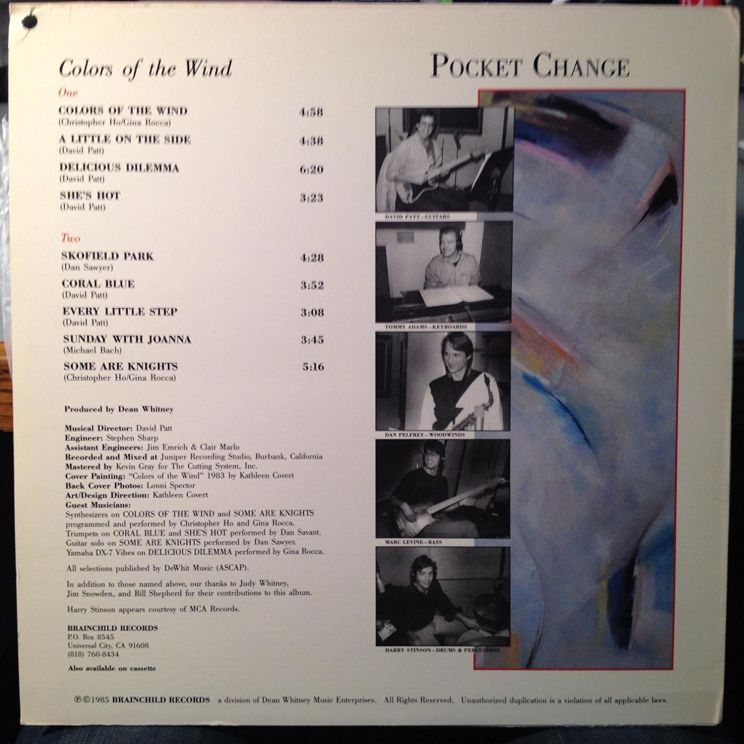 Colors of the Wind
One
COLORS OF THE WIND 4:58
(Christopher Ho/Gina Rocca)
A LITTLE ON THE SIDE 4:38
(David Patt)
DELICIOUS DILEMMA 6:20
(David Patt)
SHE'S HOT 3:23
(David Patt)
Two
SKOFIELD PARK 4:28
(Dan Sawyer)
CORAL BLUE 3:52
(David Patt)
EVERY LITTLE STEP 3:08
(David Patt)
SUNDAY WITH JOANNA 3:45
(Michael Bach)
SOME ARE KNIGHTS 5:16
(Christopher Ho/Gina Rocca)
Produced by Dean Whitney
Musical Director: David Patt
Engineer: Stephen Sharp
Assistant Engineers: Jim Emrich & Clair Marlo
Recorded and Mixed at Juniper Recording Studio, Burbank, California
Mastered by Kevin Gray for The Cutting System, Inc.
Cover Painting: "Colors of the Wind" 1983 by Kathleen Covert
Back Cover Photos: Lonni Spector
Art/Design Direction: Kathleen Covert
Guest Musicians:
Synthesizers on COLORS OF THE WIND and SOME ARE KNIGHTS
programmed and performed by Christopher Ho and Gina Rocca.
Trumpets on CORAL BLUE and SHE'S HOT performed by Dan Savant.
Guitar solo on SOME ARE KNIGHTS performed by Dan Sawyer.
Yamaha DX-7 Vibes on DELICIOUS DILEMMA performed by Gina Rocca.
All selections published by DeWhit Music (ASCAP).
In addition to those named above, our thanks to Judy Whitney,
Jim Snowden, and Bill Shepherd for their contributions to this album.
Harry Stinson appears courtesy of MCA Records.
BRAINCHILD RECORDS
P.O. Box 8545
Universal City, CA 91608
(818) 760-8434
Also available on cassette
POCKET CHANGE
DAVID PATT—GUITARS
TOMMY ADAMS—KEYBOARDS
DAN PELFREY—WOODWINDS
MARC LEVINE—BASS
HARRY STINSON—DRUMS & PERCUSSION
℗©1985 BRAINCHILD RECORDS a division of Dean Whitney Music Enterprises. All Rights Reserved. Unauthorized duplication is a violation of all applicable laws.